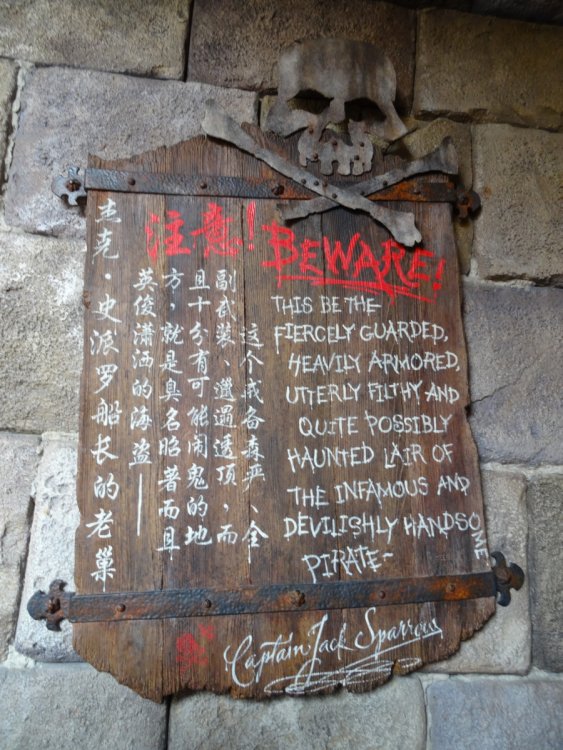 注意!
这个戒备森严、全
副武装、邋遢透顶,而
且十分有可能闹鬼的地
方,就是臭名昭著而且
英俊潇洒的海盗——
杰克·史派罗船长的老巢
BEWARE!
THIS BE THE
FIERCELY GUARDED,
HEAVILY ARMORED,
UTTERLY FILTHY AND
QUITE POSSIBLY
HAUNTED LAIR OF
THE INFAMOUS AND
DEVILISHLY HANDSOME
PIRATE~
Captain Jack Sparrow